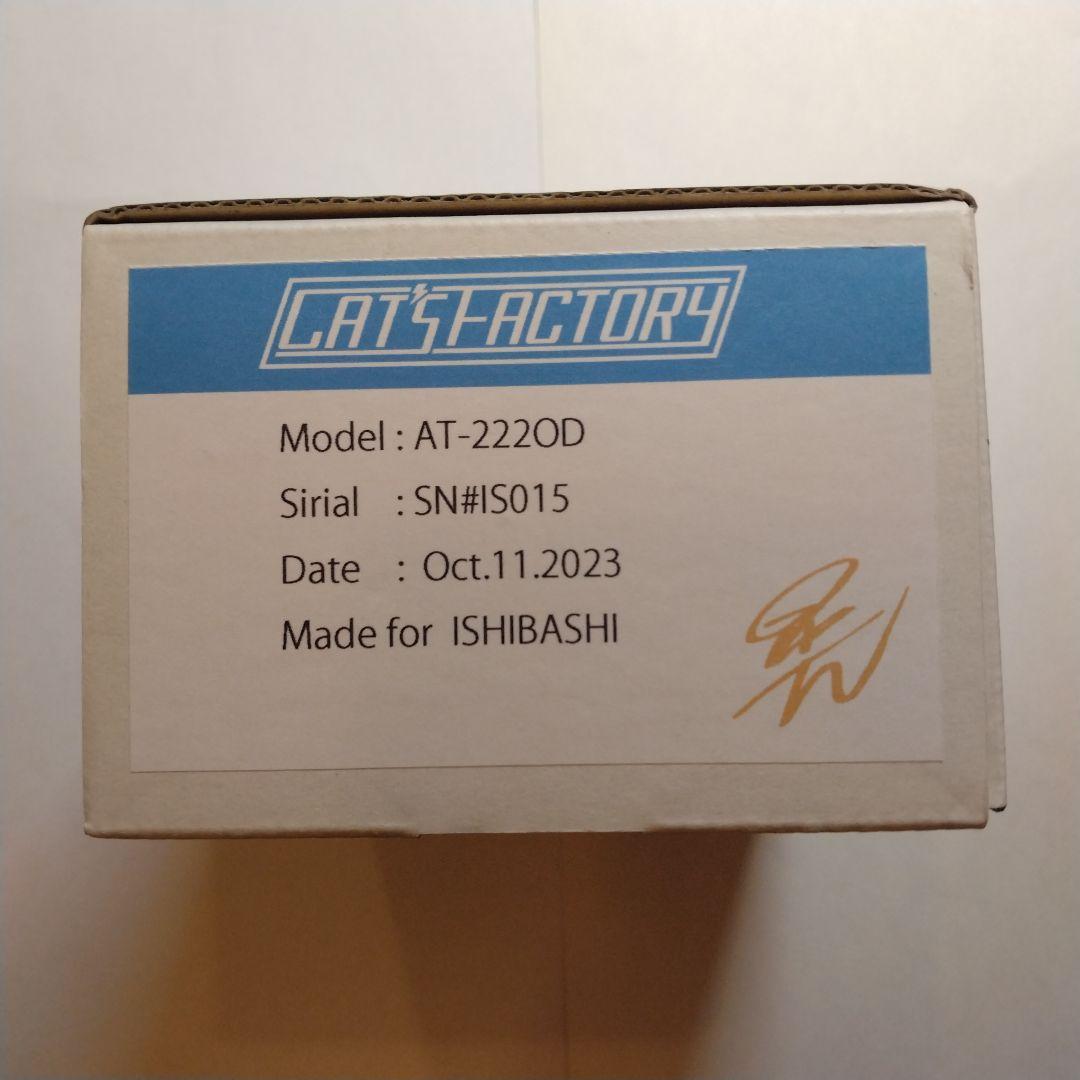 CAT'S FACTORY
Model : AT-222OD
Sirial : SN#IS015
Date : Oct.11.2023
Made for ISHIBASHI